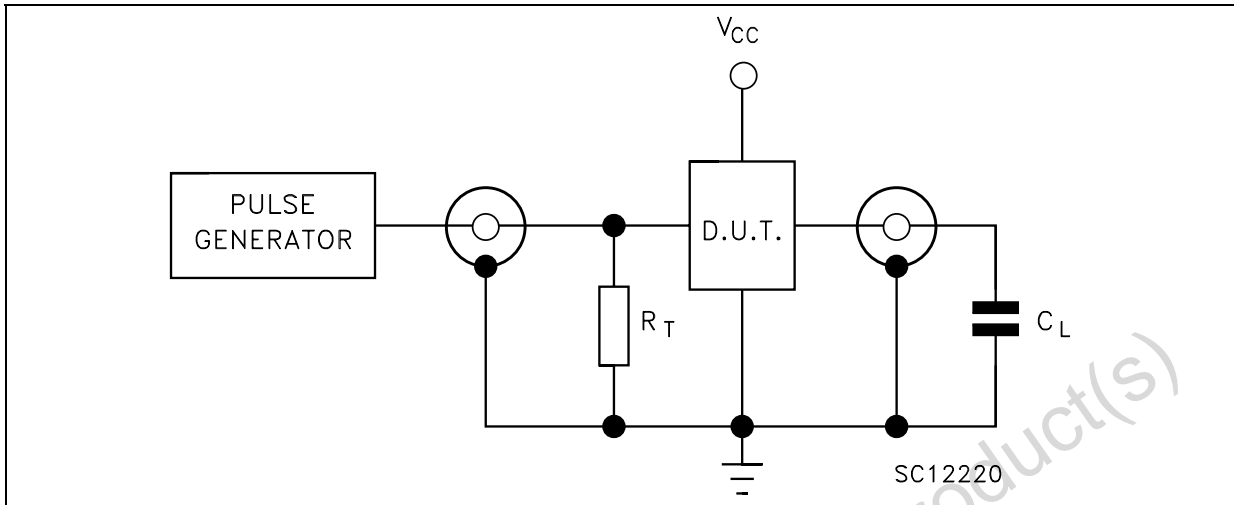 VCC
PULSE
GENERATOR
D.U.T.
RT
CL
SC12220